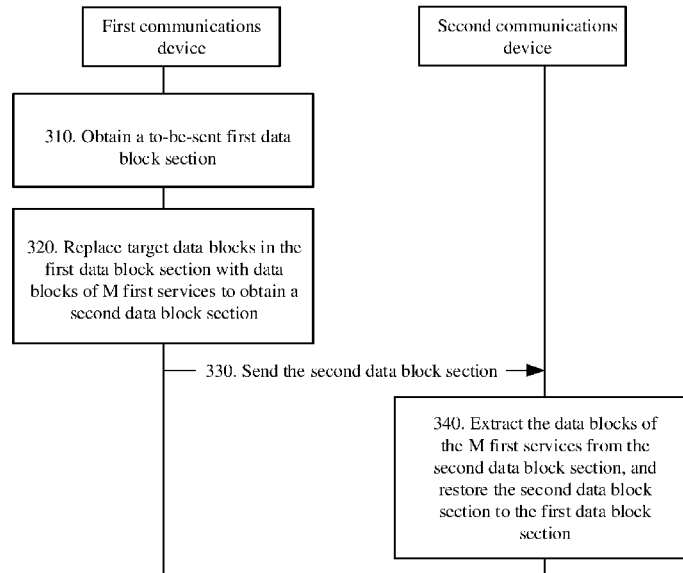 First communications
device
Second communications
device
310. Obtain a to-be-sent first data
block section
320. Replace target data blocks in the
first data block section with data
blocks of M first services to obtain a
second data block section
330. Send the second data block section
340. Extract the data blocks of
the M first services from the
second data block section, and
restore the second data block
section to the first data block
section